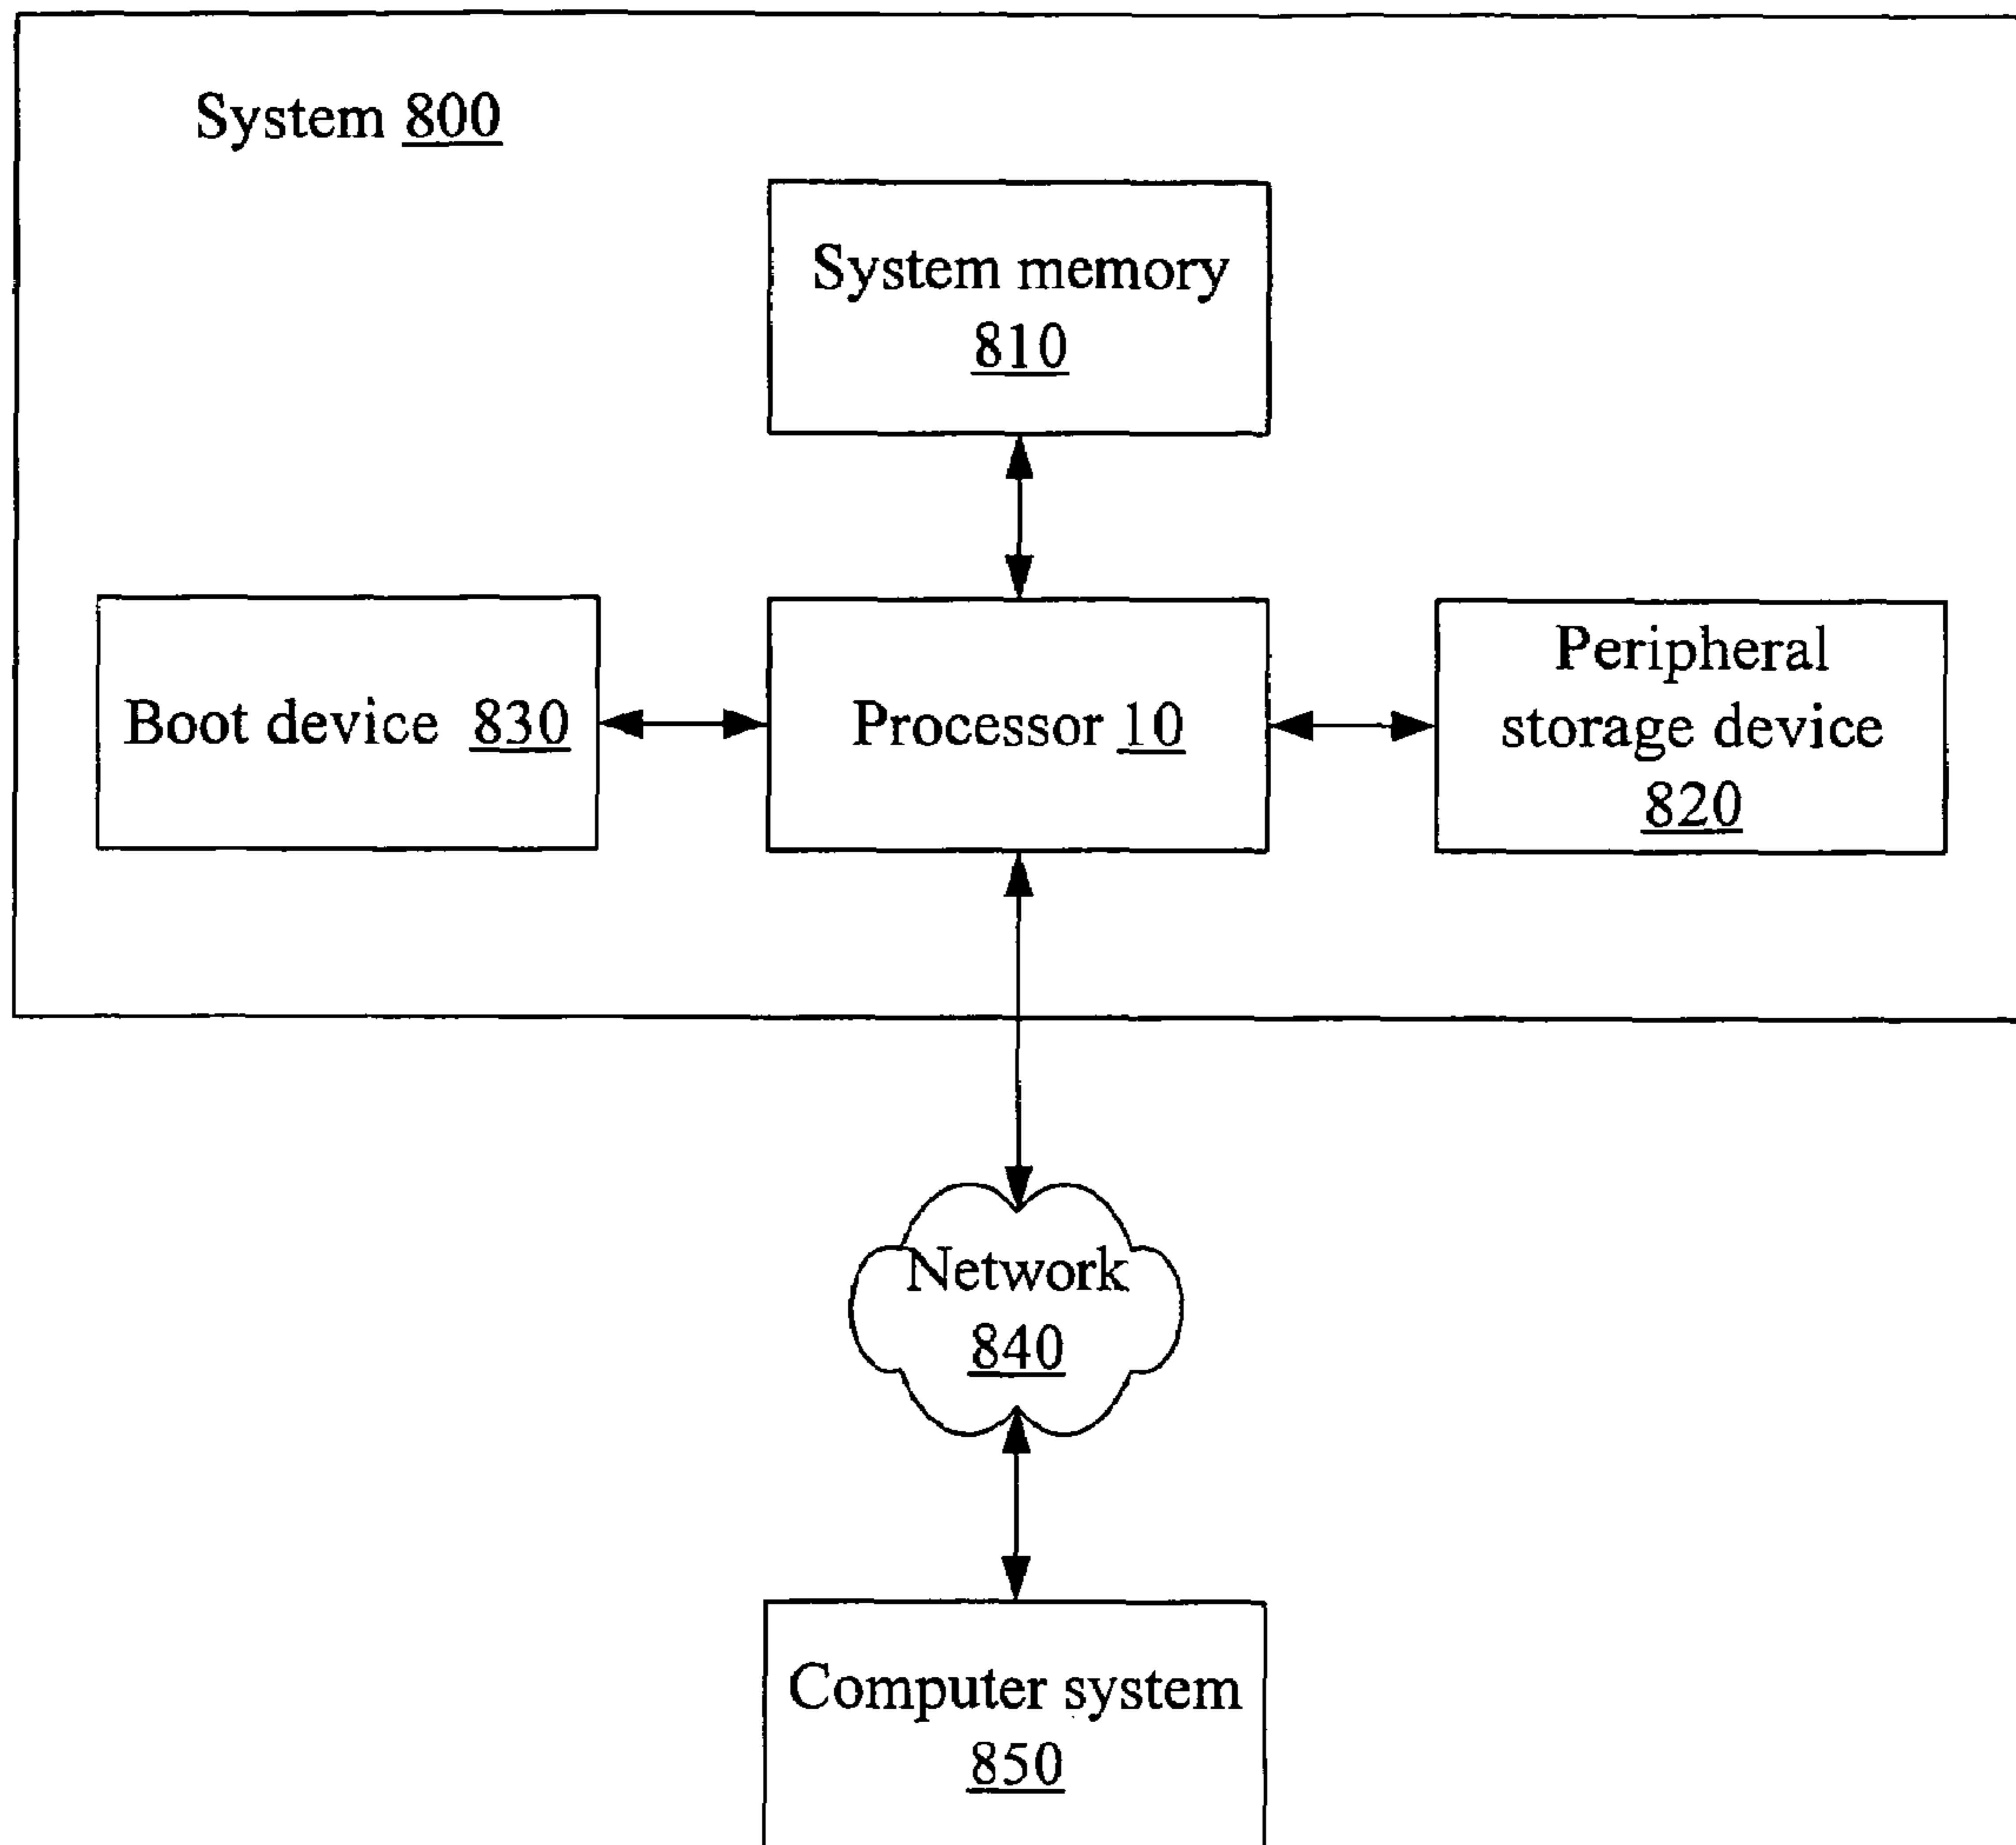 System 800
System memory
810
Boot device 830
Processor 10
Peripheral
storage device
820
Network
840
Computer system
850